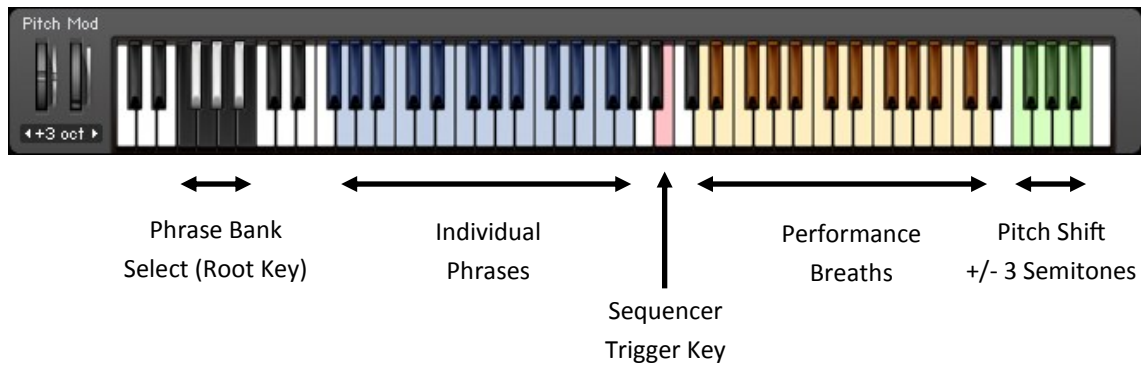 Pitch Mod
+3 oct
Phrase Bank
Select (Root Key)
Individual
Phrases
Sequencer
Trigger Key
Performance
Breaths
Pitch Shift
+/- 3 Semitones